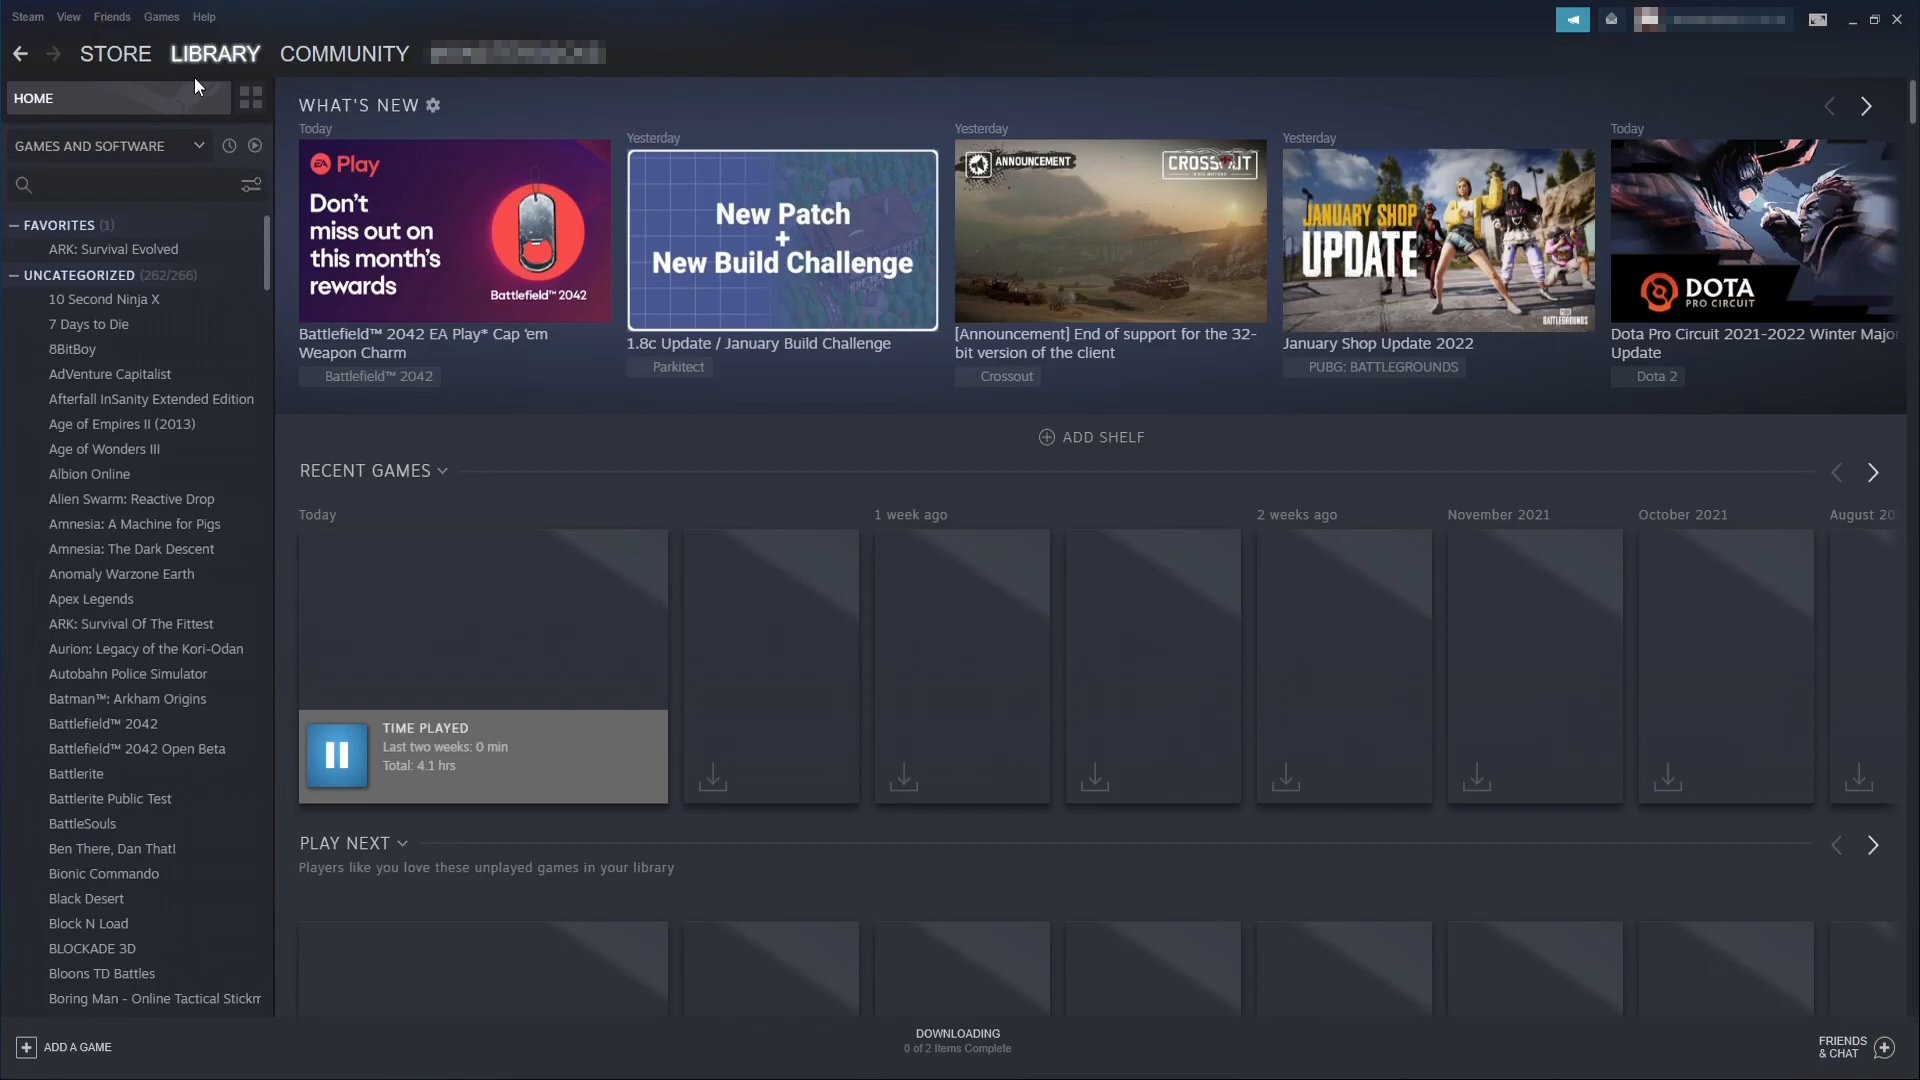 Steam View Friends Games Help
STORE LIBRARY COMMUNITY
HOME
GAMES AND SOFTWARE
FAVORITES (1)
ARK: Survival Evolved
UNCATEGORIZED (262/266)
10 Second Ninja X
7 Days to Die
8BitBoy
AdVenture Capitalist
Afterfall InSanity Extended Edition
Age of Empires II (2013)
Age of Wonders III
Albion Online
Alien Swarm: Reactive Drop
Amnesia: A Machine for Pigs
Amnesia: The Dark Descent
Anomaly Warzone Earth
Apex Legends
ARK: Survival Of The Fittest
Aurion: Legacy of the Kori-Odan
Autobahn Police Simulator
Batman™: Arkham Origins
Battlefield™ 2042
Battlefield™ 2042 Open Beta
Battlerite
Battlerite Public Test
BattleSouls
Ben There, Dan That!
Bionic Commando
Black Desert
Block N Load
BLOCKADE 3D
Bloons TD Battles
Boring Man - Online Tactical Stickm
ADD A GAME
WHAT'S NEW
Today
EA Play
Don't
miss out on
this month's
rewards
Battlefield™ 2042
Battlefield™ 2042 EA Play* Cap 'em
Weapon Charm
Battlefield™ 2042
Yesterday
New Patch
+
New Build Challenge
1.8c Update / January Build Challenge
Parkitect
Yesterday
ANNOUNCEMENT
CROSSOUT
[Announcement] End of support for the 32-
bit version of the client
Crossout
Yesterday
JANUARY SHOP
UPDATE
BATTLEGROUNDS
January Shop Update 2022
PUBG: BATTLEGROUNDS
Today
DOTA
PRO CIRCUIT
Dota Pro Circuit 2021-2022 Winter Major
Update
Dota 2
ADD SHELF
RECENT GAMES
Today 1 week ago 2 weeks ago November 2021 October 2021 August 20
TIME PLAYED
Last two weeks: 0 min
Total: 4.1 hrs
PLAY NEXT
Players like you love these unplayed games in your library
DOWNLOADING
0 of 2 Items Complete
FRIENDS
& CHAT